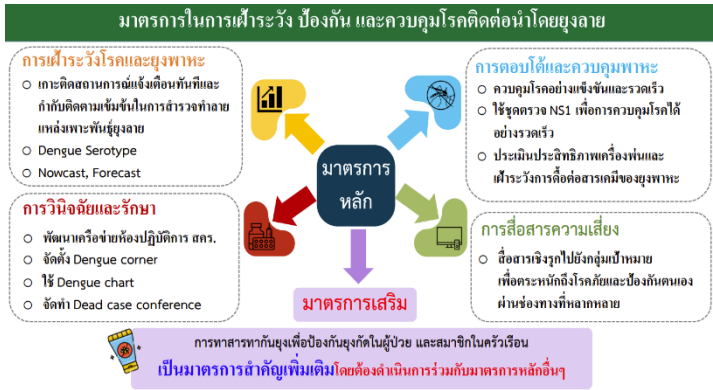 มาตรการในการเฝ้าระวัง ป้องกัน และควบคุมโรคติดต่อนำโดยยุงลาย
การเฝ้าระวังโรคและยุงพาหะ
○ เกาะติดสถานการณ์แจ้งเตือนทันทีและ
กำกับติดตามเข้มข้นในการสำรวจทำลาย
แหล่งเพาะพันธุ์ยุงลาย
○ Dengue Serotype
○ Nowcast, Forecast
การตอบโต้และควบคุมพาหะ
○ ควบคุมโรคอย่างแข็งขันและรวดเร็ว
○ ใช้ชุดตรวจ NS1 เพื่อการควบคุมโรคได้
อย่างรวดเร็ว
○ ประเมินประสิทธิภาพเครื่องพ่นและ
เฝ้าระวังการดื้อต่อสารเคมีของยุงพาหะ
มาตรการ
หลัก
การวินิจฉัยและรักษา
○ พัฒนาเครือข่ายห้องปฏิบัติการ สคร.
○ จัดตั้ง Dengue corner
○ ใช้ Dengue chart
○ จัดทำ Dead case conference
การสื่อสารความเสี่ยง
○ สื่อสารเชิงรุกไปยังกลุ่มเป้าหมาย
เพื่อตระหนักถึงโรคภัยและป้องกันตนเอง
ผ่านช่องทางที่หลากหลาย
มาตรการเสริม
การทาสารทากันยุงเพื่อป้องกันยุงกัดในผู้ป่วย และสมาชิกในครัวเรือน
เป็นมาตรการสำคัญเพิ่มเติมโดยต้องดำเนินการร่วมกับมาตรการหลักอื่นๆ